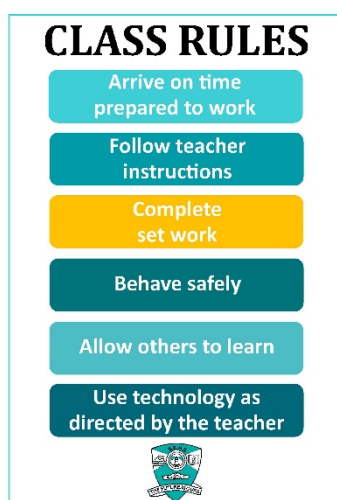 CLASS RULES
Arrive on time
prepared to work
Follow teacher
instructions
Complete
set work
Behave safely
Allow others to learn
Use technology as
directed by the teacher